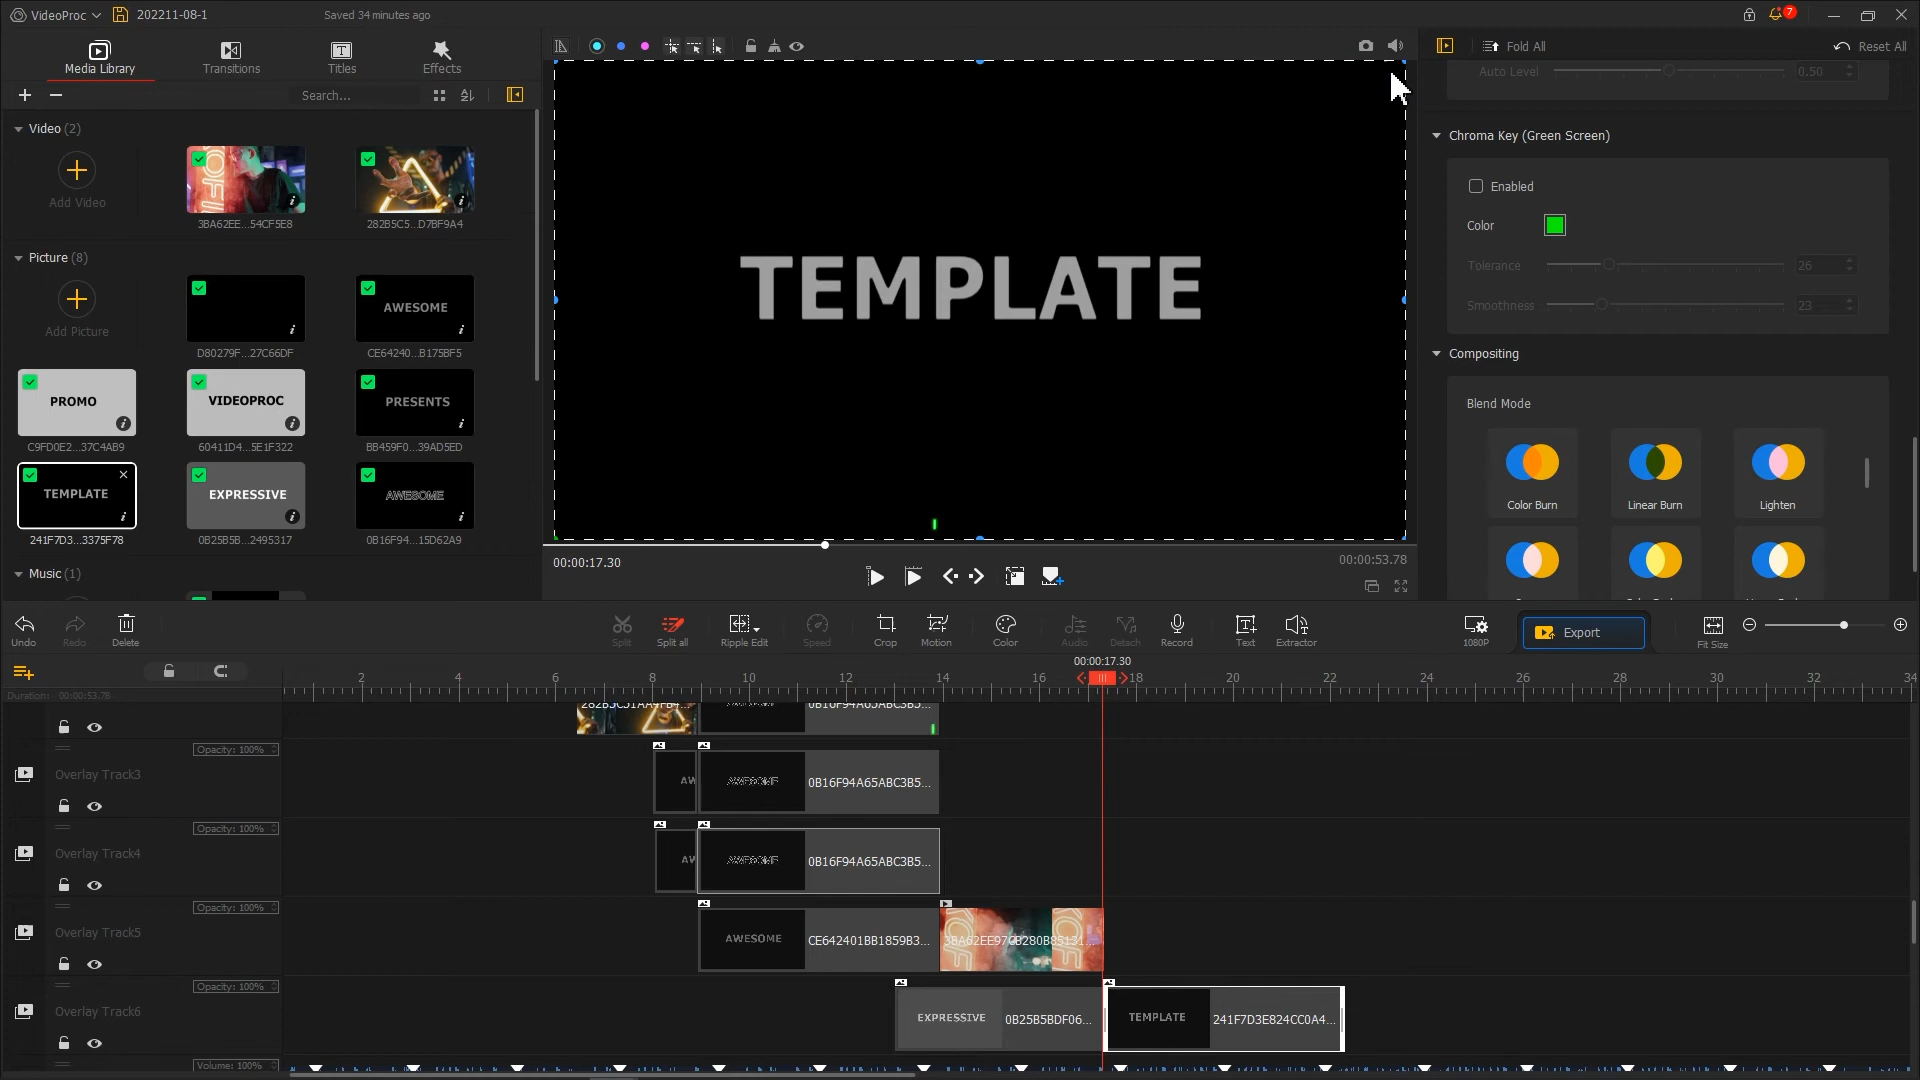 VideoProc
202211-08-1
Saved 34 minutes ago
7
Media Library
Transitions
Titles
Effects
Fold All
Reset All
Search...
Auto Level
0.50
Video (2)
Chroma Key (Green Screen)
Enabled
Add Video
3BA62EE...54CF5E8
282B5C5...D7BF9A4
Color
Picture (8)
Tolerance
26
TEMPLATE
AWESOME
Smoothness
23
Add Picture
D80279F...27C66DF
CE64240...B175BF5
Compositing
PROMO
VIDEOPROC
PRESENTS
Blend Mode
C9FD0E2...37C4AB9
60411D4...5E1F322
BB459F0...39AD5ED
TEMPLATE
EXPRESSIVE
AWESOME
Color Burn
Linear Burn
Lighten
241F7D3...3375F78
0B25B5B...2495317
0B16F94...15D62A9
Music (1)
00:00:17.30
00:00:53.78
Undo
Redo
Delete
Split
Split all
Ripple Edit
Speed
Crop
Motion
Color
Audio
Detach
Record
Text
Extractor
1080P
Export
Fit Size
00:00:17.30
2 4 6 8 10 12 14 16 18 20 22 24 26 28 30 32 34
Duration: 00:00:53.78
Opacity: 100%
Overlay Track3
AW
AWESOME
0B16F94A65ABC3B5...
Opacity: 100%
Overlay Track4
AW
AWESOME
0B16F94A65ABC3B5...
Opacity: 100%
Overlay Track5
AWESOME
CE642401BB1859B3...
Opacity: 100%
Overlay Track6
EXPRESSIVE
0B25B5BDF06...
TEMPLATE
241F7D3E824CC0A4...
Volume: 100%